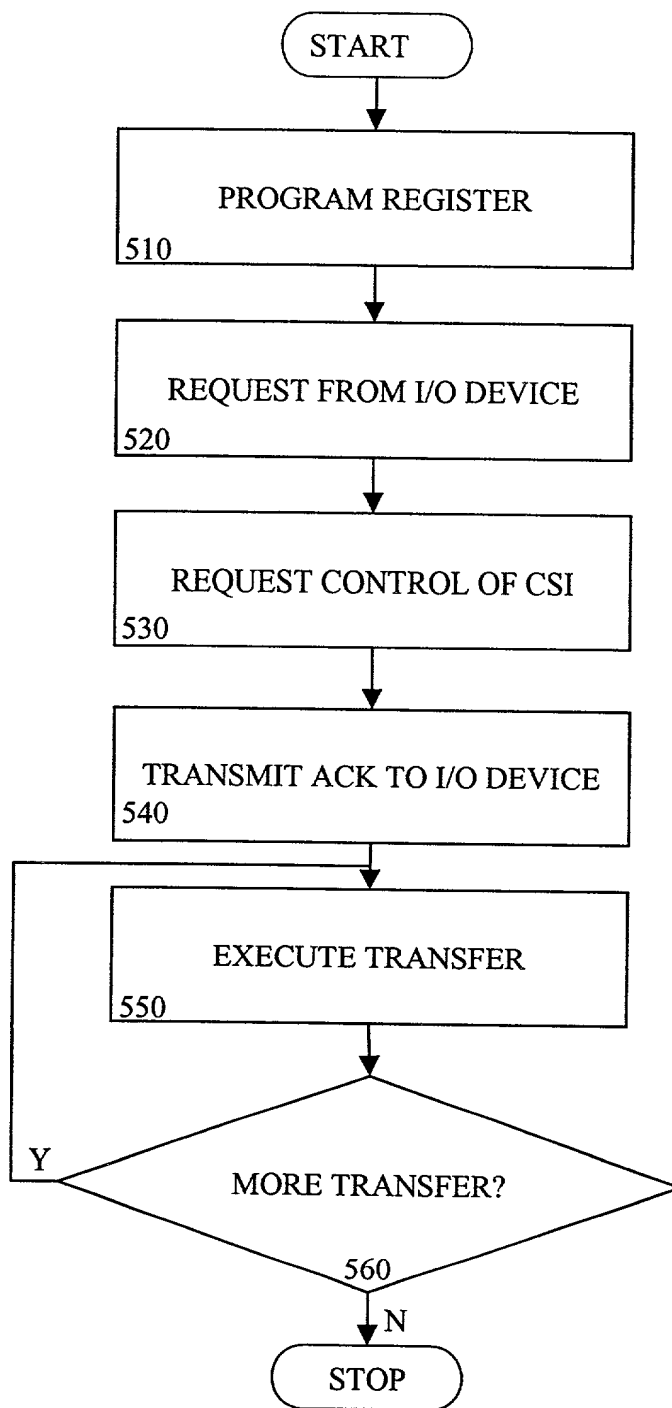 START
PROGRAM REGISTER
510
REQUEST FROM I/O DEVICE
520
REQUEST CONTROL OF CSI
530
TRANSMIT ACK TO I/O DEVICE
540
EXECUTE TRANSFER
550
Y
MORE TRANSFER?
560
N
STOP